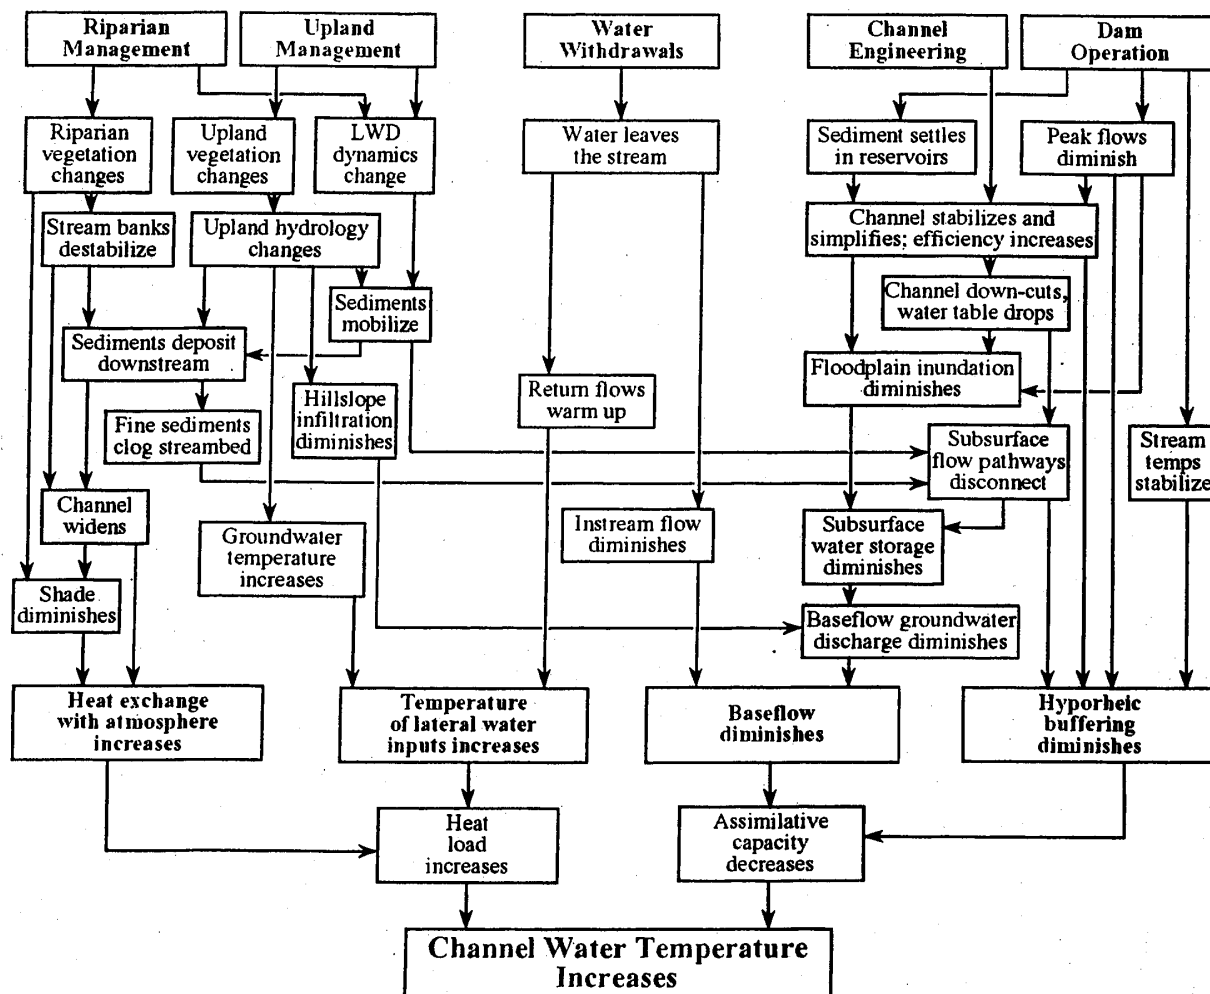 Riparian
Management
Upland
Management
Water
Withdrawals
Channel
Engineering
Dam
Operation
Riparian
vegetation
changes
Upland
vegetation
changes
LWD
dynamics
change
Water leaves
the stream
Sediment settles
in reservoirs
Peak flows
diminish
Stream banks
destabilize
Upland hydrology
changes
Channel stabilizes and
simplifies; efficiency increases
Sediments
mobilize
Channel down-cuts,
water table drops
Sediments deposit
downstream
Floodplain inundation
diminishes
Return flows
warm up
Hillslope
infiltration
diminishes
Fine sediments
clog streambed
Subsurface
flow pathways
disconnect
Stream
temps
stabilize
Channel
widens
Groundwater
temperature
increases
Instream flow
diminishes
Subsurface
water storage
diminishes
Shade
diminishes
Baseflow groundwater
discharge diminishes
Heat exchange
with atmosphere
increases
Temperature
of lateral water
inputs increases
Baseflow
diminishes
Hyporheic
buffering
diminishes
Heat
load
increases
Assimilative
capacity
decreases
Channel Water Temperature
Increases